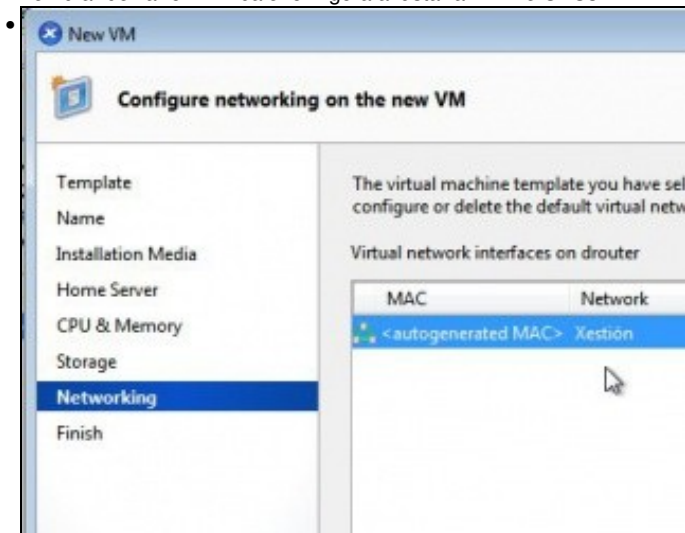 New VM
Configure networking on the new VM
Template
Name
Installation Media
Home Server
CPU & Memory
Storage
Networking
Finish
The virtual machine template you have sel
configure or delete the default virtual netw
Virtual network interfaces on drouter
MAC Network
<autogenerated MAC> Xestión